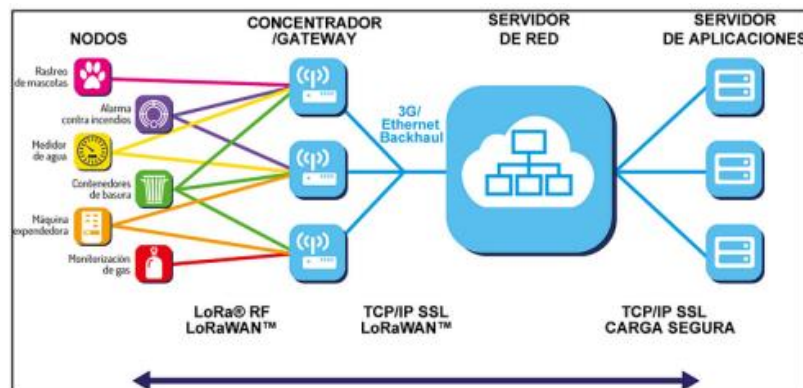 NODOS
CONCENTRADOR
/GATEWAY
SERVIDOR
DE RED
SERVIDOR
DE APLICACIONES
Rastreo
de mascotas
Alarma
contra incendios
Medidor
de agua
Contenedores
de basura
Máquina
expendedora
Monitorización
de gas
3G/
Ethernet
Backhaul
LoRa® RF
LoRaWAN™
TCP/IP SSL
LoRaWAN™
TCP/IP SSL
CARGA SEGURA